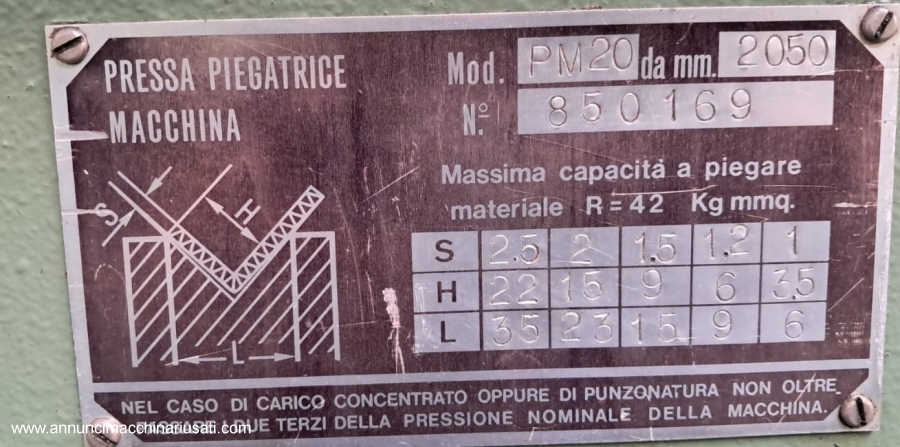 PRESSA PIEGATRICE
MACCHINA
Mod. PM20 da mm. 2050
N° 850169
Massima capacità a piegare
materiale R=42 Kg mmq.
S 2.5 2 1.5 1.2 1
H 22 15 9 6 3.5
L 35 23 15 9 6
S
H
L
NEL CASO DI CARICO CONCENTRATO OPPURE DI PUNZONATURA NON OLTRE
DUE TERZI DELLA PRESSIONE NOMINALE DELLA MACCHINA.
www.annuncimacchinariusati.com